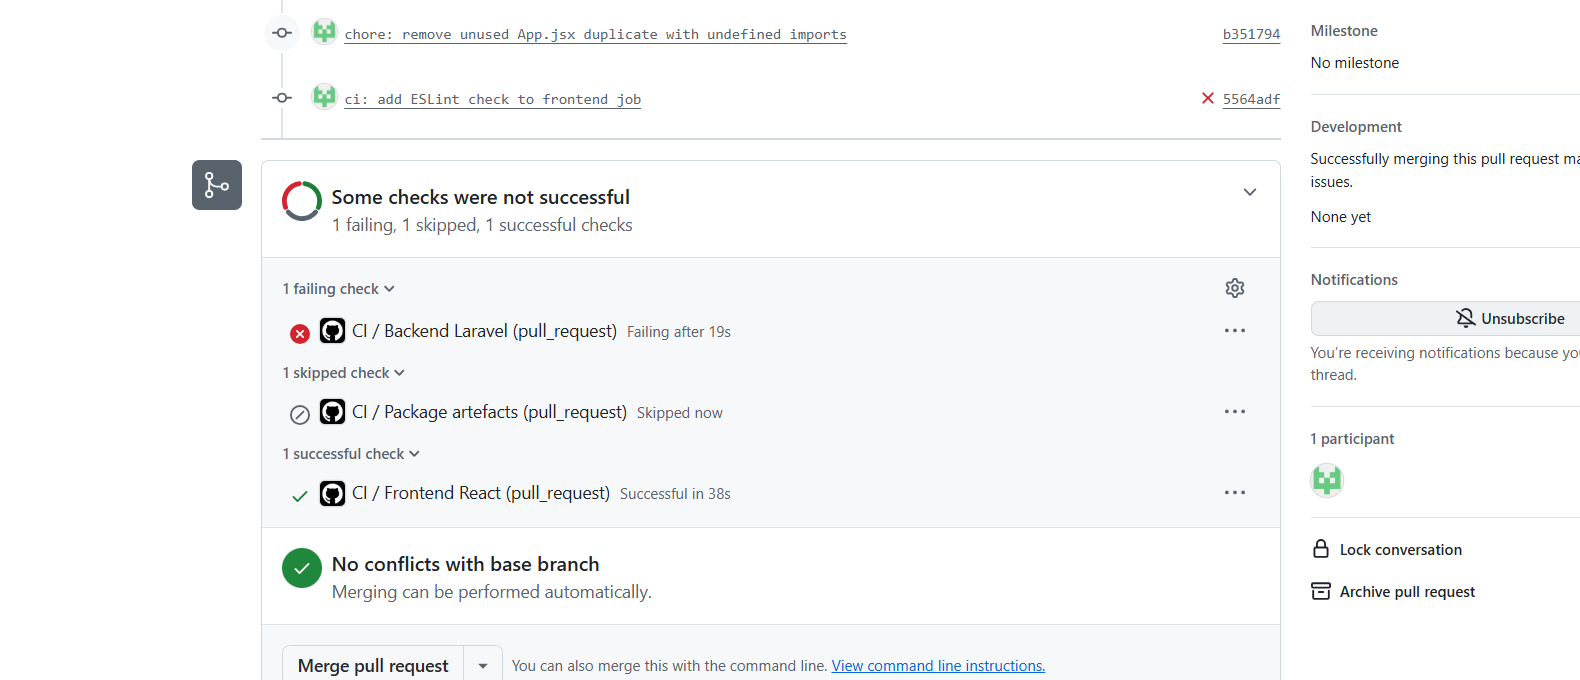 chore: remove unused App.jsx duplicate with undefined imports
b351794
ci: add ESLint check to frontend job
5564adf
Some checks were not successful
1 failing, 1 skipped, 1 successful checks
1 failing check
CI / Backend Laravel (pull_request) Failing after 19s
1 skipped check
CI / Package artefacts (pull_request) Skipped now
1 successful check
CI / Frontend React (pull_request) Successful in 38s
No conflicts with base branch
Merging can be performed automatically.
Merge pull request
You can also merge this with the command line. View command line instructions.
Milestone
No milestone
Development
Successfully merging this pull request
issues.
None yet
Notifications
Unsubscribe
You're receiving notifications because
thread.
1 participant
Lock conversation
Archive pull request